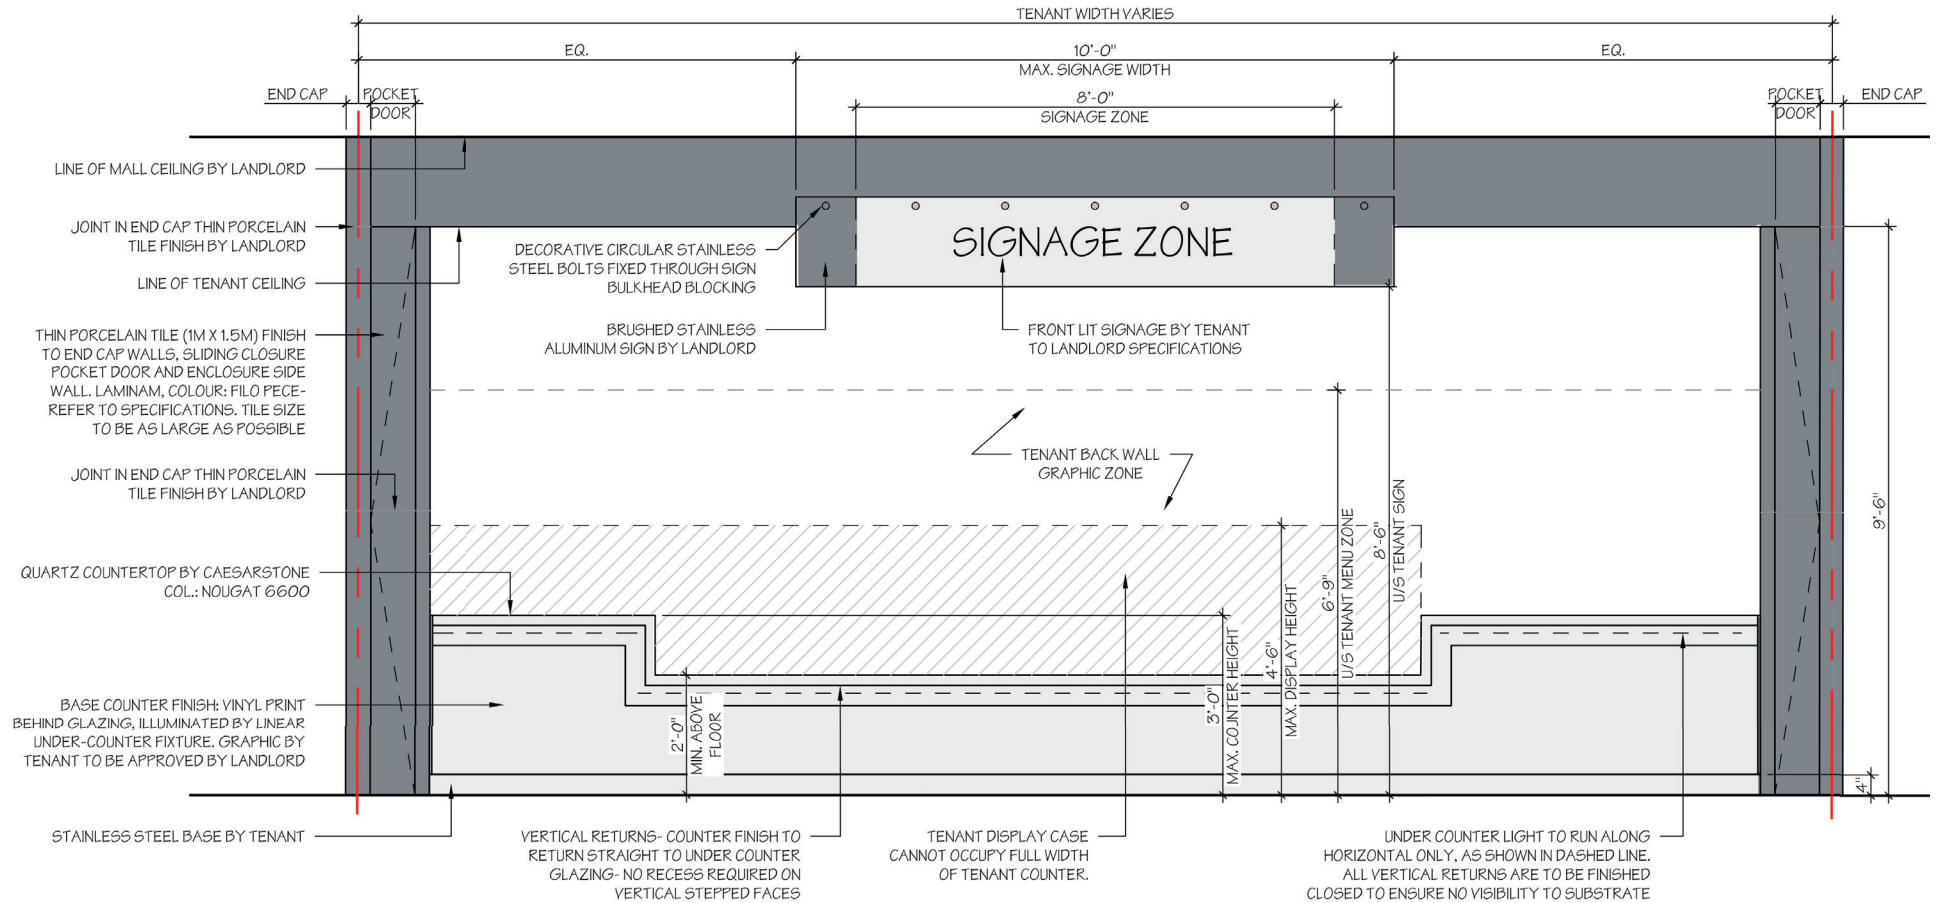 TENANT WIDTH VARIES
EQ.
10'-0"
EQ.
MAX. SIGNAGE WIDTH
END CAP
POCKET
DOOR
8'-0"
SIGNAGE ZONE
POCKET
DOOR
END CAP
LINE OF MALL CEILING BY LANDLORD
JOINT IN END CAP THIN PORCELAIN
TILE FINISH BY LANDLORD
LINE OF TENANT CEILING
THIN PORCELAIN TILE (1M X 1.5M) FINISH
TO END CAP WALLS, SLIDING CLOSURE
POCKET DOOR AND ENCLOSURE SIDE
WALL. LAMINAM, COLOUR: FILO PECE-
REFER TO SPECIFICATIONS. TILE SIZE
TO BE AS LARGE AS POSSIBLE
JOINT IN END CAP THIN PORCELAIN
TILE FINISH BY LANDLORD
QUARTZ COUNTERTOP BY CAESARSTONE
COL.: NOUGAT 6600
BASE COUNTER FINISH: VINYL PRINT
BEHIND GLAZING, ILLUMINATED BY LINEAR
UNDER-COUNTER FIXTURE. GRAPHIC BY
TENANT TO BE APPROVED BY LANDLORD
STAINLESS STEEL BASE BY TENANT
SIGNAGE ZONE
DECORATIVE CIRCULAR STAINLESS
STEEL BOLTS FIXED THROUGH SIGN
BULKHEAD BLOCKING
BRUSHED STAINLESS
ALUMINUM SIGN BY LANDLORD
FRONT LIT SIGNAGE BY TENANT
TO LANDLORD SPECIFICATIONS
TENANT BACK WALL
GRAPHIC ZONE
2'-0"
MIN. ABOVE
FLOOR
3'-0"
MAX. COUNTER HEIGHT
4'-6"
MAX. DISPLAY HEIGHT
6'-9"
U/S TENANT MENU ZONE
8'-6"
U/S TENANT SIGN
9'-6"
4"
VERTICAL RETURNS- COUNTER FINISH TO
RETURN STRAIGHT TO UNDER COUNTER
GLAZING- NO RECESS REQUIRED ON
VERTICAL STEPPED FACES
TENANT DISPLAY CASE
CANNOT OCCUPY FULL WIDTH
OF TENANT COUNTER.
UNDER COUNTER LIGHT TO RUN ALONG
HORIZONTAL ONLY, AS SHOWN IN DASHED LINE.
ALL VERTICAL RETURNS ARE TO BE FINISHED
CLOSED TO ENSURE NO VISIBILITY TO SUBSTRATE